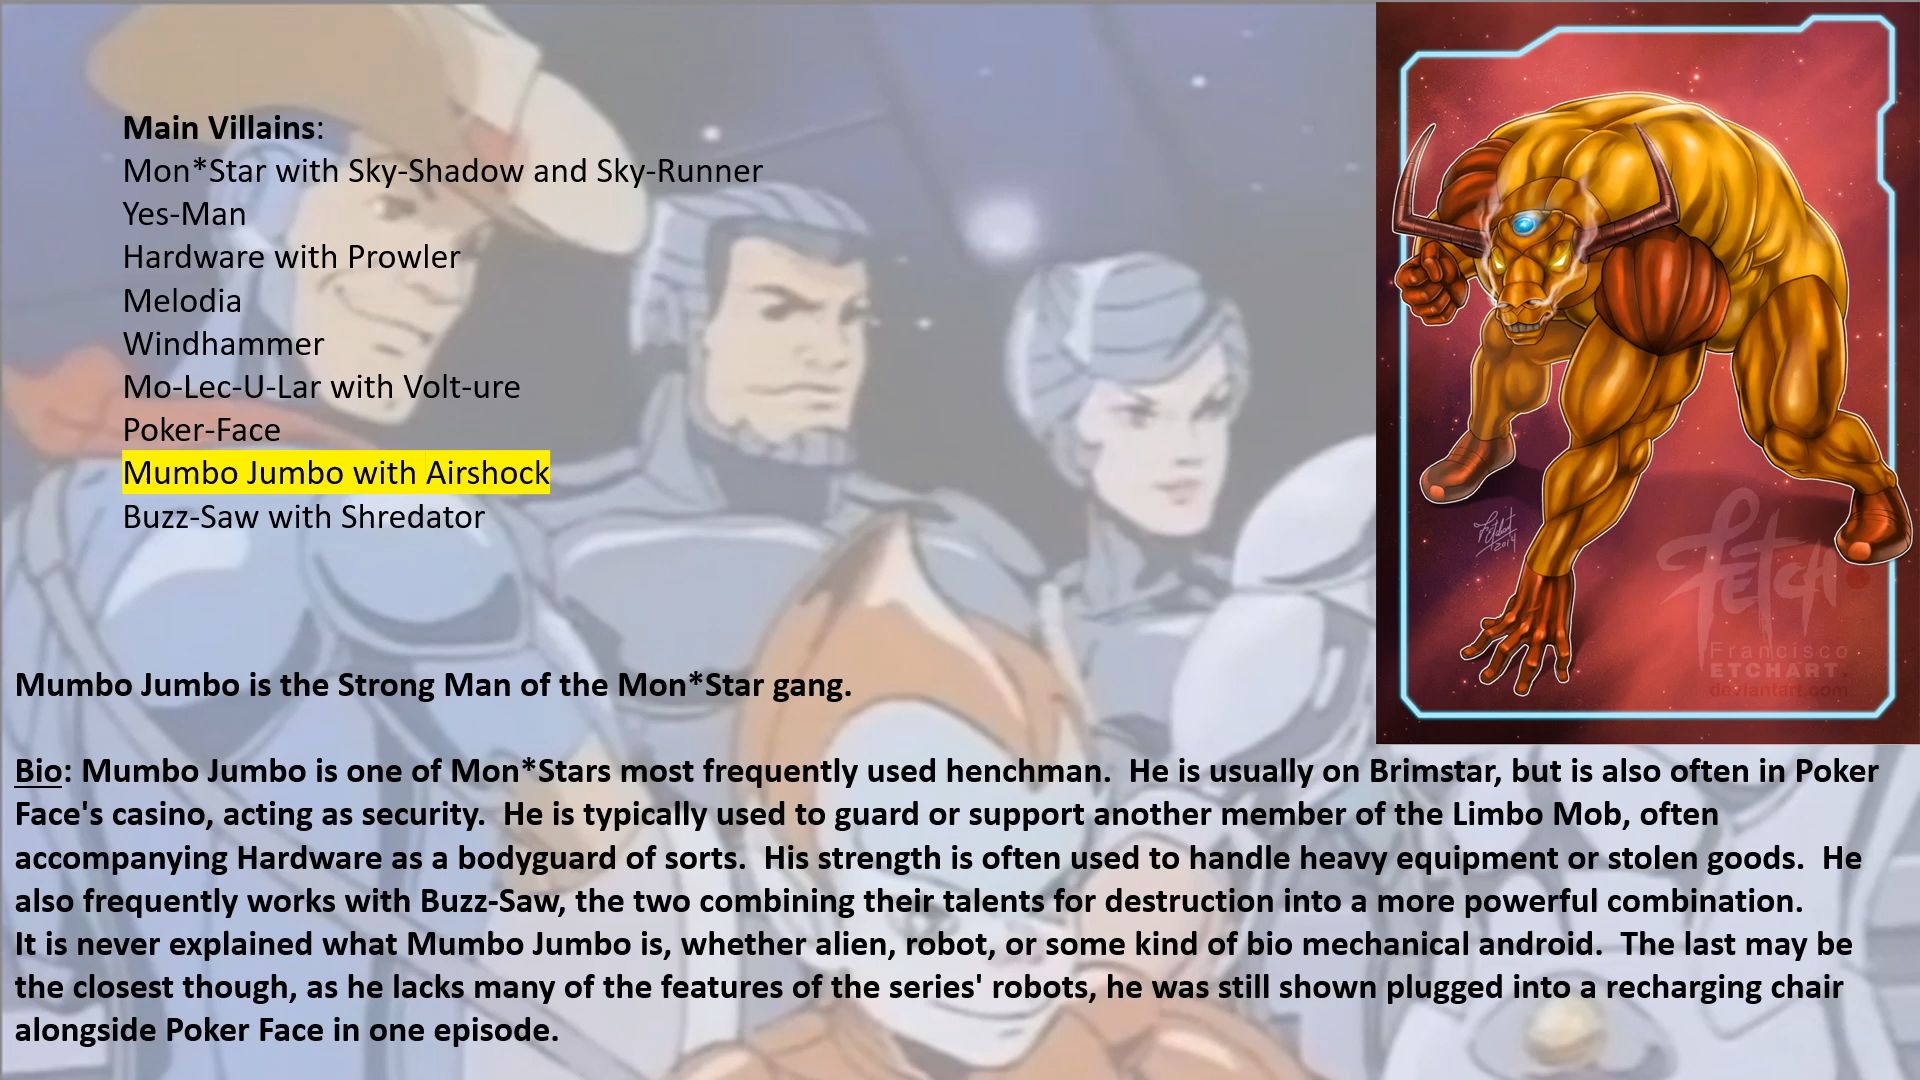 Main Villains:
Mon*Star with Sky-Shadow and Sky-Runner
Yes-Man
Hardware with Prowler
Melodia
Windhammer
Mo-Lec-U-Lar with Volt-ure
Poker-Face
Mumbo Jumbo with Airshock
Buzz-Saw with Shredator
2014
FETCH
Francisco
ETCHART.
deviantart.com
Mumbo Jumbo is the Strong Man of the Mon*Star gang.
Bio: Mumbo Jumbo is one of Mon*Stars most frequently used henchman.  He is usually on Brimstar, but is also often in Poker
Face's casino, acting as security.  He is typically used to guard or support another member of the Limbo Mob, often
accompanying Hardware as a bodyguard of sorts.  His strength is often used to handle heavy equipment or stolen goods.  He
also frequently works with Buzz-Saw, the two combining their talents for destruction into a more powerful combination.
It is never explained what Mumbo Jumbo is, whether alien, robot, or some kind of bio mechanical android.  The last may be
the closest though, as he lacks many of the features of the series' robots, he was still shown plugged into a recharging chair
alongside Poker Face in one episode.